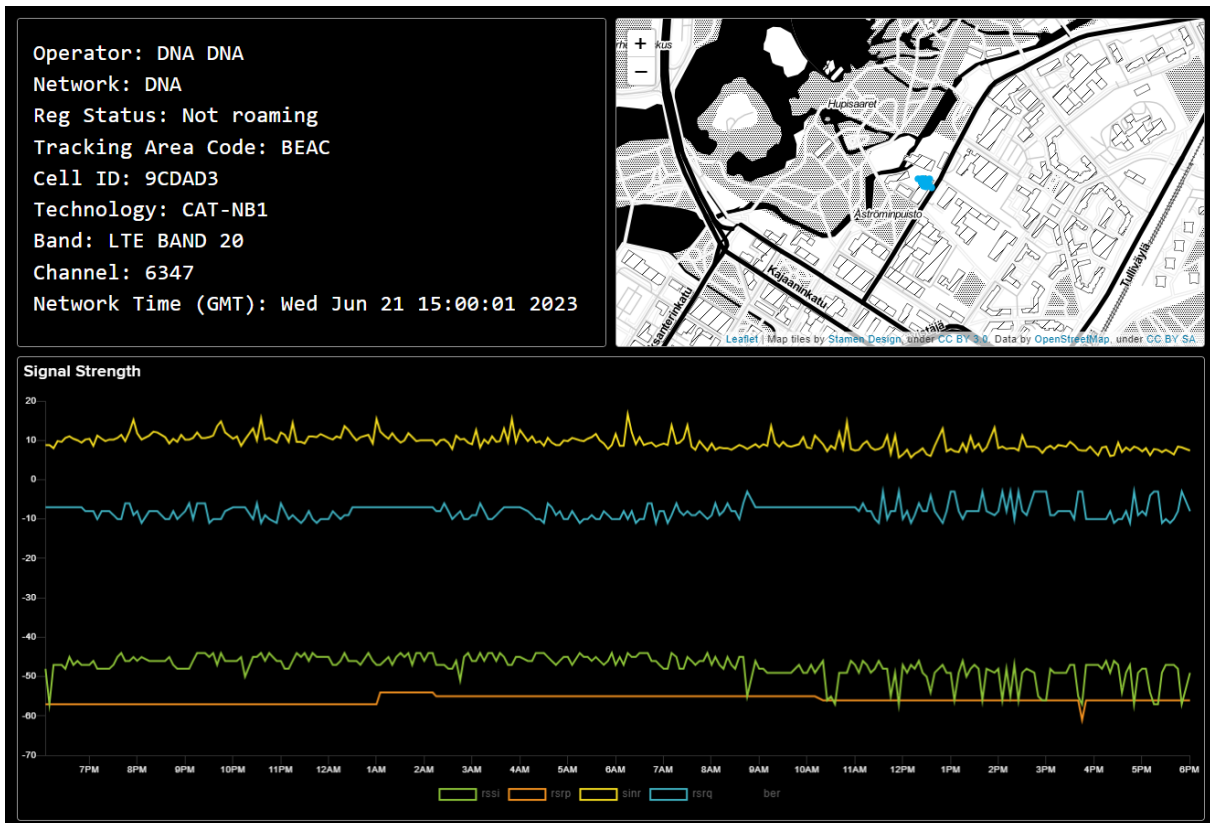 Operator: DNA DNA
Network: DNA
Reg Status: Not roaming
Tracking Area Code: BEAC
Cell ID: 9CDAD3
Technology: CAT-NB1
Band: LTE BAND 20
Channel: 6347
Network Time (GMT): Wed Jun 21 15:00:01 2023
+
−
Hupisaaret
Åströminpuisto
Kajaaninkatu
Tulliväylä
Leaflet | Map tiles by Stamen Design, under CC BY 3.0. Data by OpenStreetMap, under CC BY SA
Signal Strength
20
10
0
-10
-20
-30
-40
-50
-60
-70
7PM 8PM 9PM 10PM 11PM 12AM 1AM 2AM 3AM 4AM 5AM 6AM 7AM 8AM 9AM 10AM 11AM 12PM 1PM 2PM 3PM 4PM 5PM 6PM
rssi rsrp sinr rsrq ber